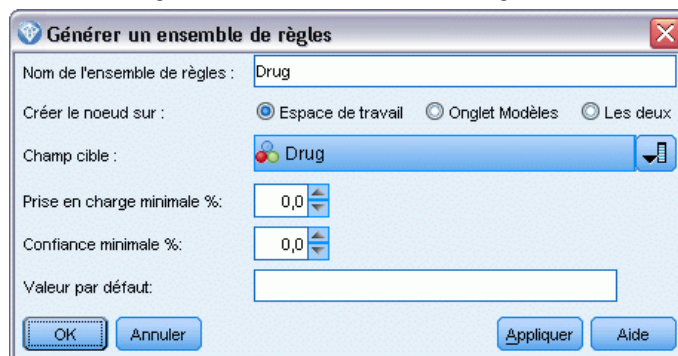 Générer un ensemble de règles
Nom de l'ensemble de règles : Drug
Créer le noeud sur : Espace de travail Onglet Modèles Les deux
Champ cible : Drug
Prise en charge minimale %: 0,0
Confiance minimale %: 0,0
Valeur par défaut:
OK Annuler Appliquer Aide